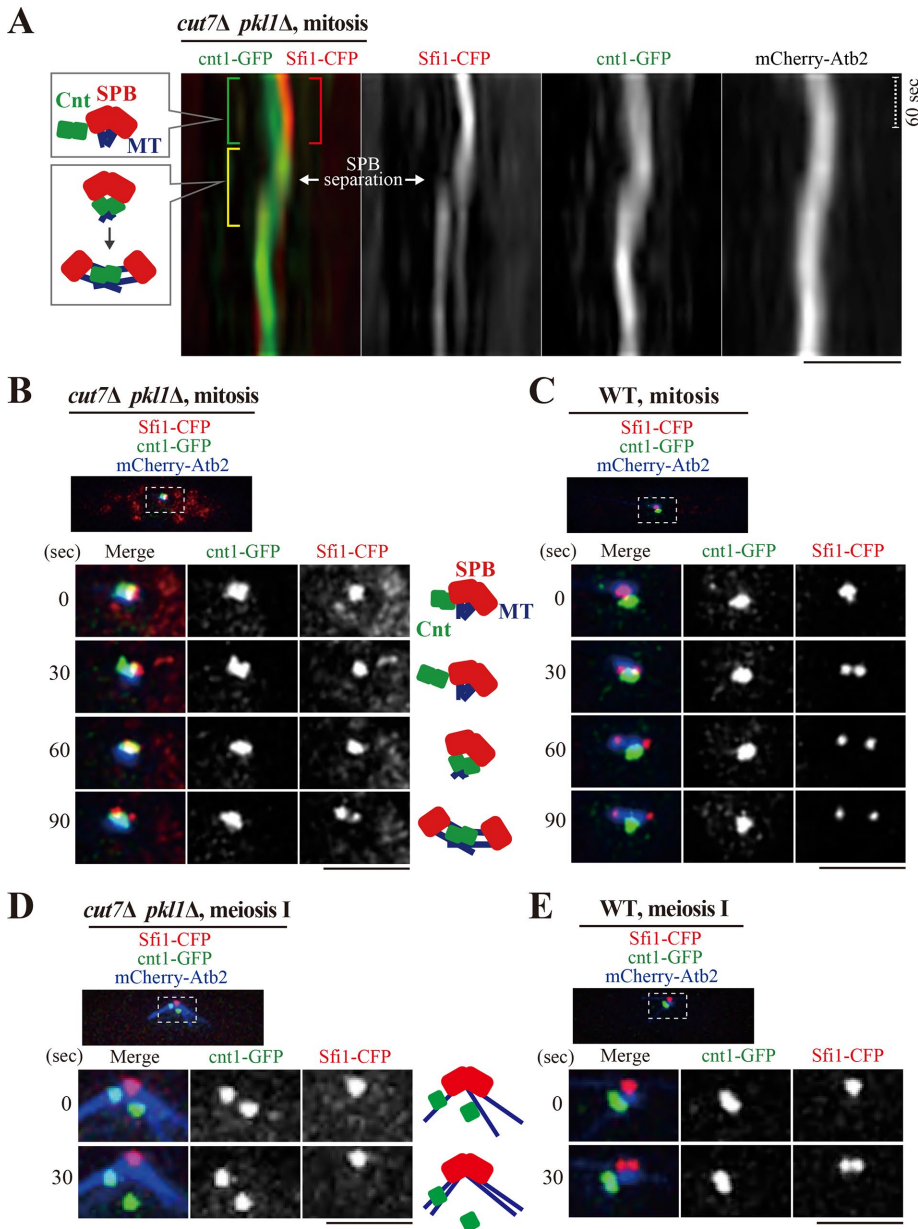 A
cut7Δ pkl1Δ, mitosis
cnt1-GFP Sfi1-CFP Sfi1-CFP cnt1-GFP mCherry-Atb2
Cnt SPB
MT
60 sec
SPB
separation
B
cut7Δ pkl1Δ, mitosis
Sfi1-CFP
cnt1-GFP
mCherry-Atb2
(sec) Merge cnt1-GFP Sfi1-CFP
0
30
60
90
SPB
MT
Cnt
C
WT, mitosis
Sfi1-CFP
cnt1-GFP
mCherry-Atb2
(sec) Merge cnt1-GFP Sfi1-CFP
0
30
60
90
D
cut7Δ pkl1Δ, meiosis I
Sfi1-CFP
cnt1-GFP
mCherry-Atb2
(sec) Merge cnt1-GFP Sfi1-CFP
0
30
E
WT, meiosis I
Sfi1-CFP
cnt1-GFP
mCherry-Atb2
(sec) Merge cnt1-GFP Sfi1-CFP
0
30